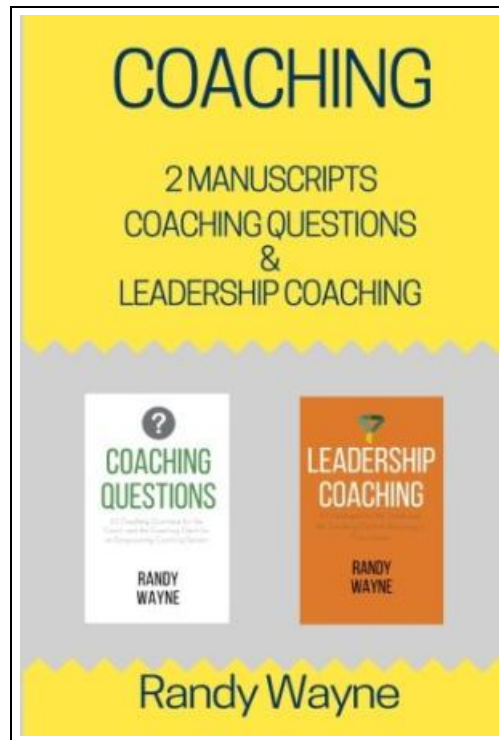 COACHING
2 MANUSCRIPTS
COACHING QUESTIONS
&
LEADERSHIP COACHING
?
COACHING
QUESTIONS
RANDY
WAYNE
LEADERSHIP
COACHING
RANDY
WAYNE
Randy Wayne